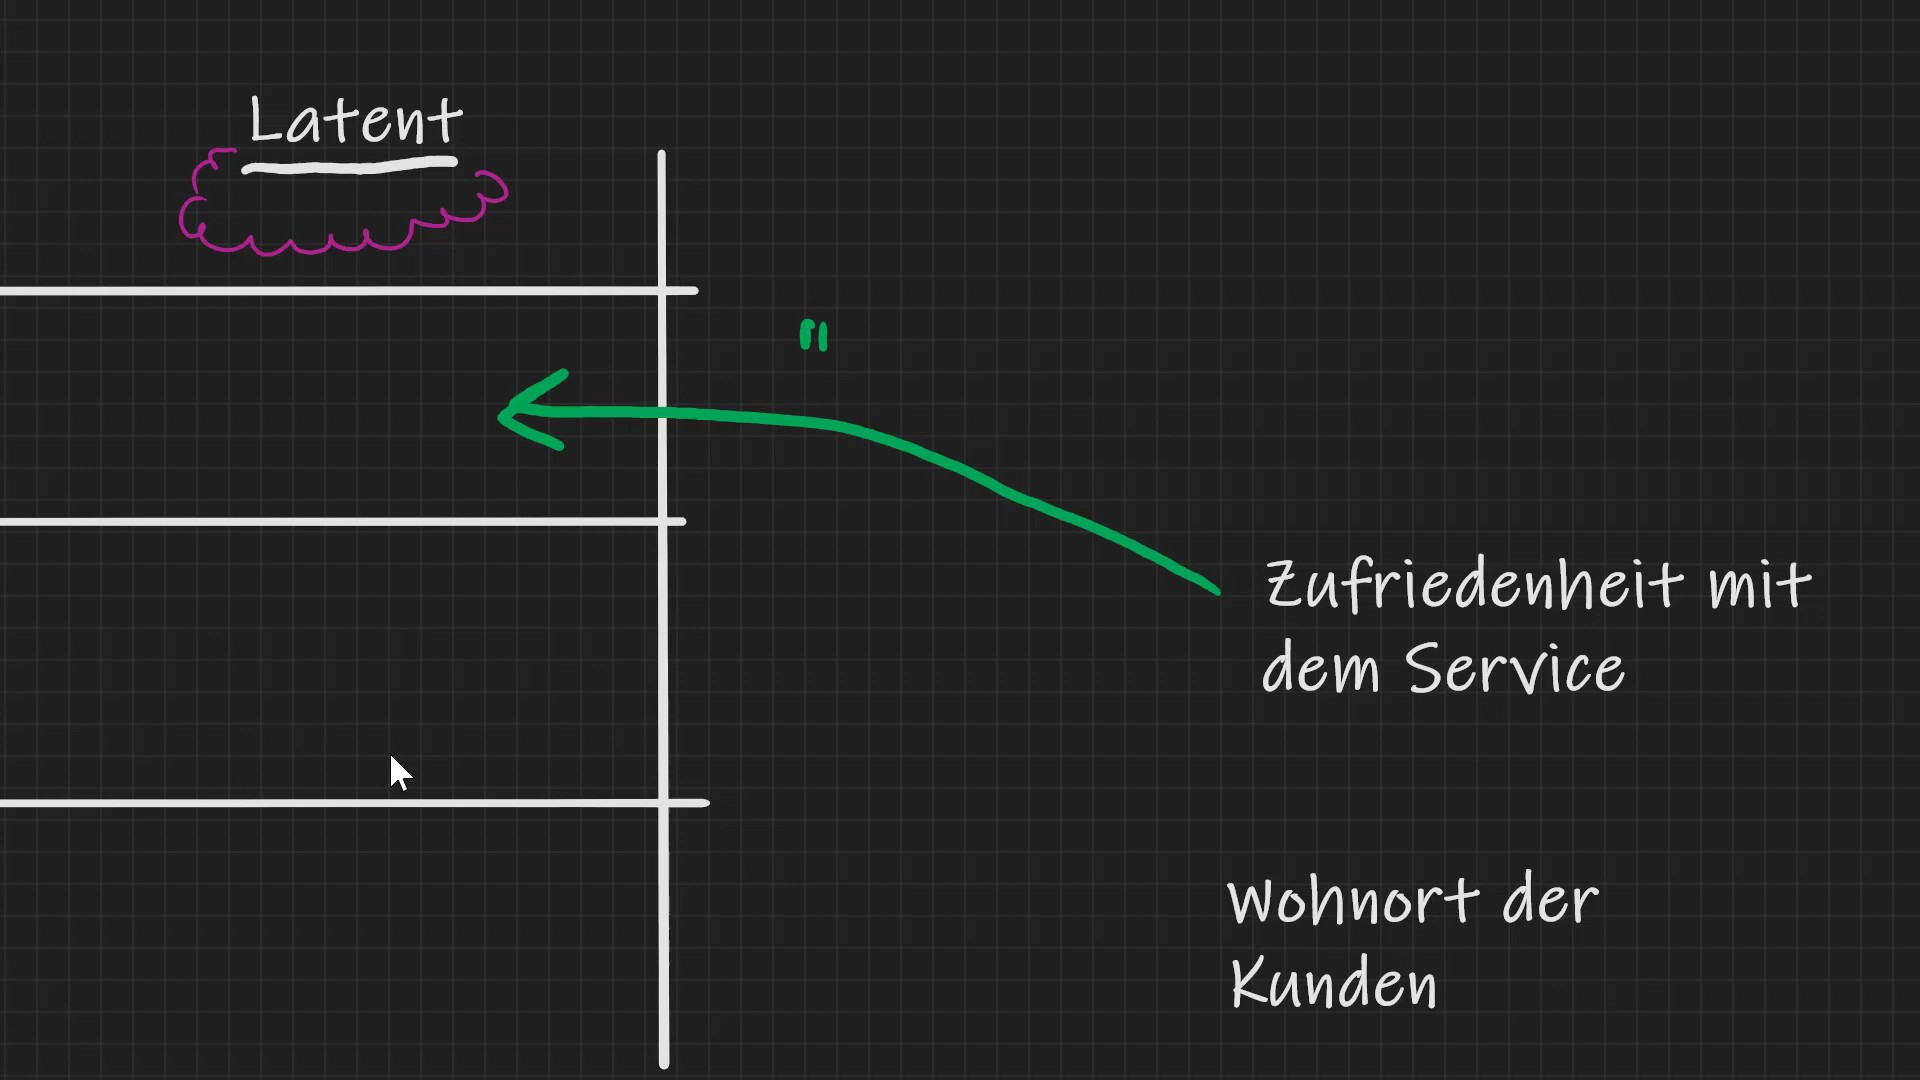 Latent
"
Zufriedenheit mit
dem Service
Wohnort der
Kunden